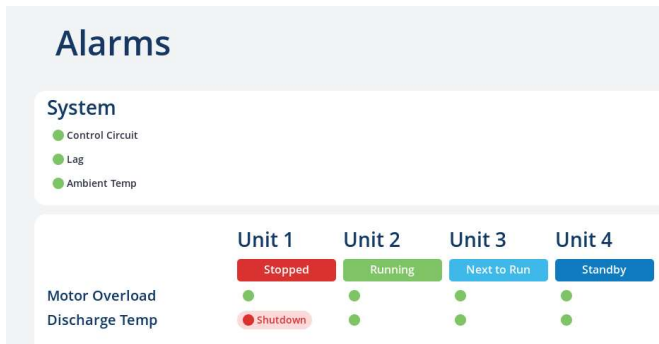 Alarms
System
Control Circuit
Lag
Ambient Temp
Unit 1 Unit 2 Unit 3 Unit 4
Stopped Running Next to Run Standby
Motor Overload
Discharge Temp Shutdown